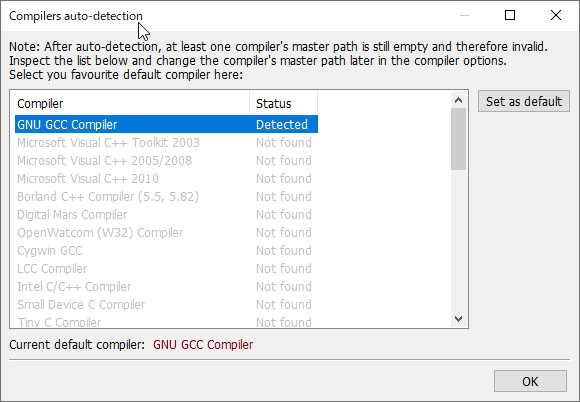 Compilers auto-detection
Note: After auto-detection, at least one compiler's master path is still empty and therefore invalid.
Inspect the list below and change the compiler's master path later in the compiler options.
Select you favourite default compiler here:
Compiler Status
Set as default
GNU GCC Compiler Detected
Microsoft Visual C++ Toolkit 2003 Not found
Microsoft Visual C++ 2005/2008 Not found
Microsoft Visual C++ 2010 Not found
Borland C++ Compiler (5.5, 5.82) Not found
Digital Mars Compiler Not found
OpenWatcom (W32) Compiler Not found
Cygwin GCC Not found
LCC Compiler Not found
Intel C/C++ Compiler Not found
Small Device C Compiler Not found
Tiny C Compiler Not found
Current default compiler: GNU GCC Compiler
OK